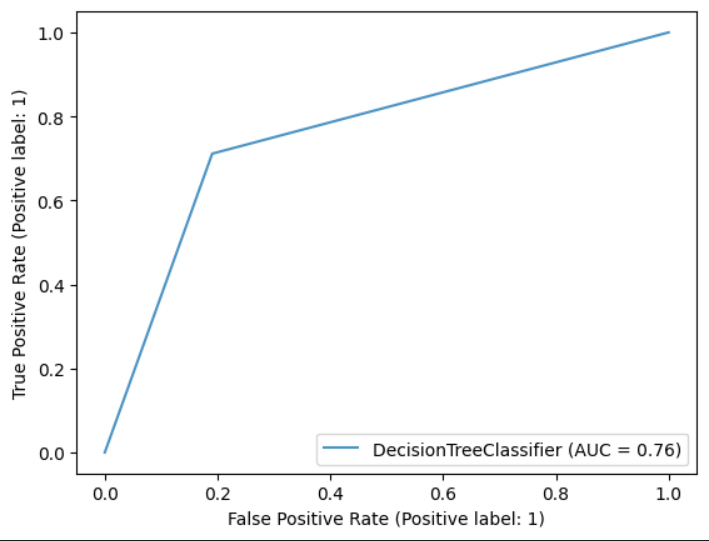 1.0
0.8
0.6
0.4
0.2
0.0
True Positive Rate (Positive label: 1)
DecisionTreeClassifier (AUC = 0.76)
0.0 0.2 0.4 0.6 0.8 1.0
False Positive Rate (Positive label: 1)